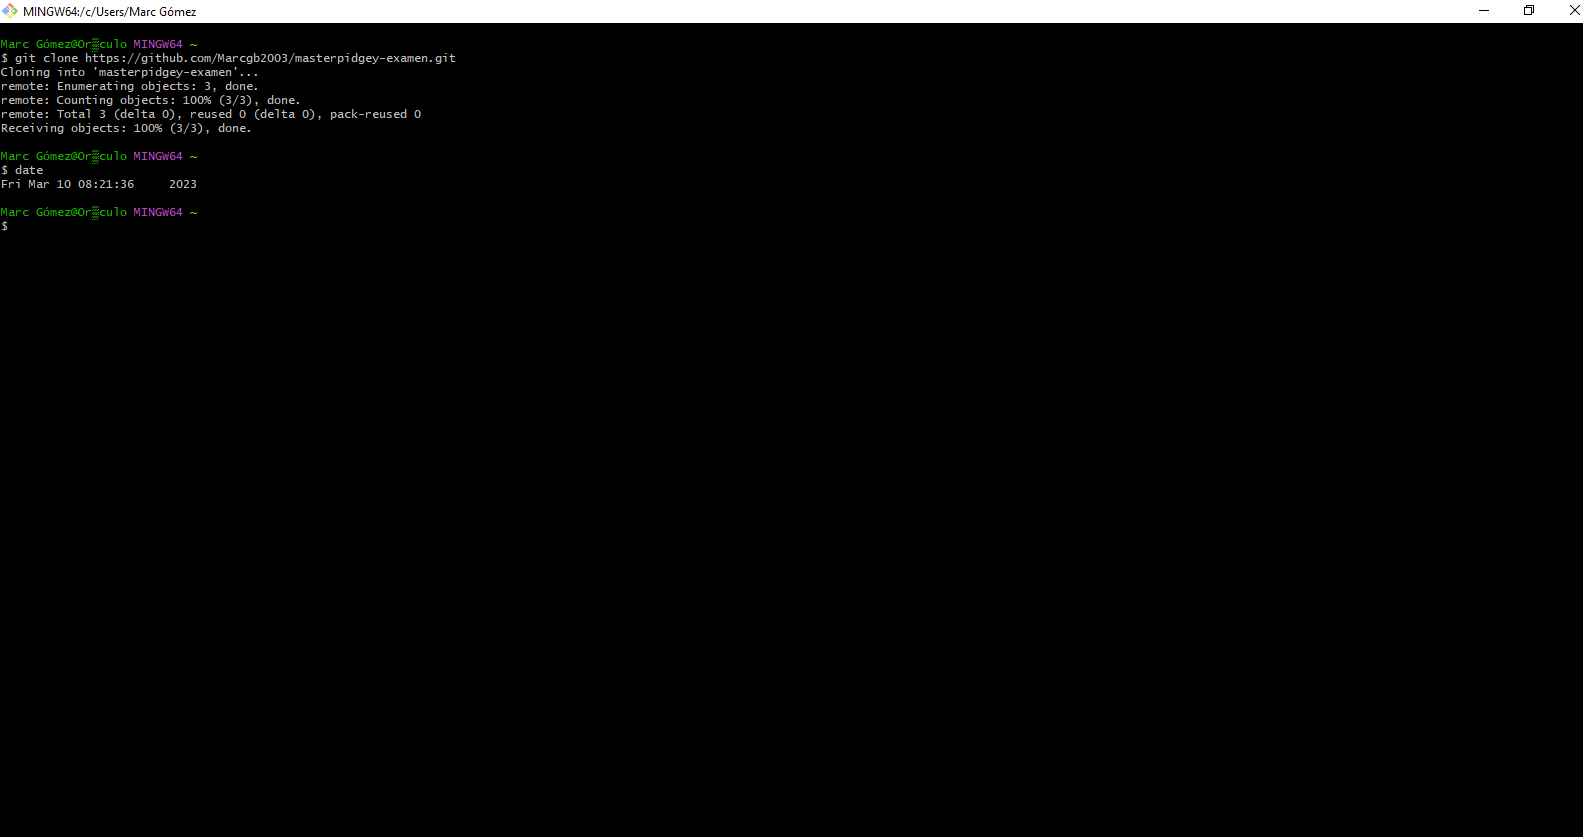 MINGW64:/c/Users/Marc Gómez
Marc Gómez@Or▒culo MINGW64 ~
$ git clone https://github.com/Marcgb2003/masterpidgey-examen.git
Cloning into 'masterpidgey-examen'...
remote: Enumerating objects: 3, done.
remote: Counting objects: 100% (3/3), done.
remote: Total 3 (delta 0), reused 0 (delta 0), pack-reused 0
Receiving objects: 100% (3/3), done.
Marc Gómez@Or▒culo MINGW64 ~
$ date
Fri Mar 10 08:21:36     2023
Marc Gómez@Or▒culo MINGW64 ~
$